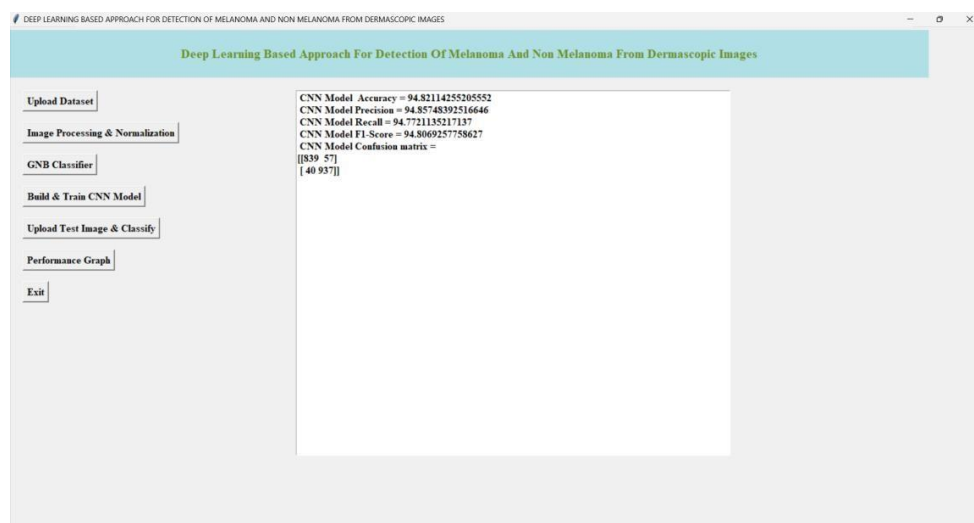 DEEP LEARNING BASED APPROACH FOR DETECTION OF MELANOMA AND NON MELANOMA FROM DERMASCOPIC IMAGES
Deep Learning Based Approach For Detection Of Melanoma And Non Melanoma From Dermascopic Images
Upload Dataset
Image Processing & Normalization
GNB Classifier
Build & Train CNN Model
Upload Test Image & Classify
Performance Graph
Exit
CNN Model Accuracy = 94.82114255205552
CNN Model Precision = 94.85748392516646
CNN Model Recall = 94.7721135217137
CNN Model F1-Score = 94.8069257758627
CNN Model Confusion matrix =
[[839 57]
[ 40 937]]